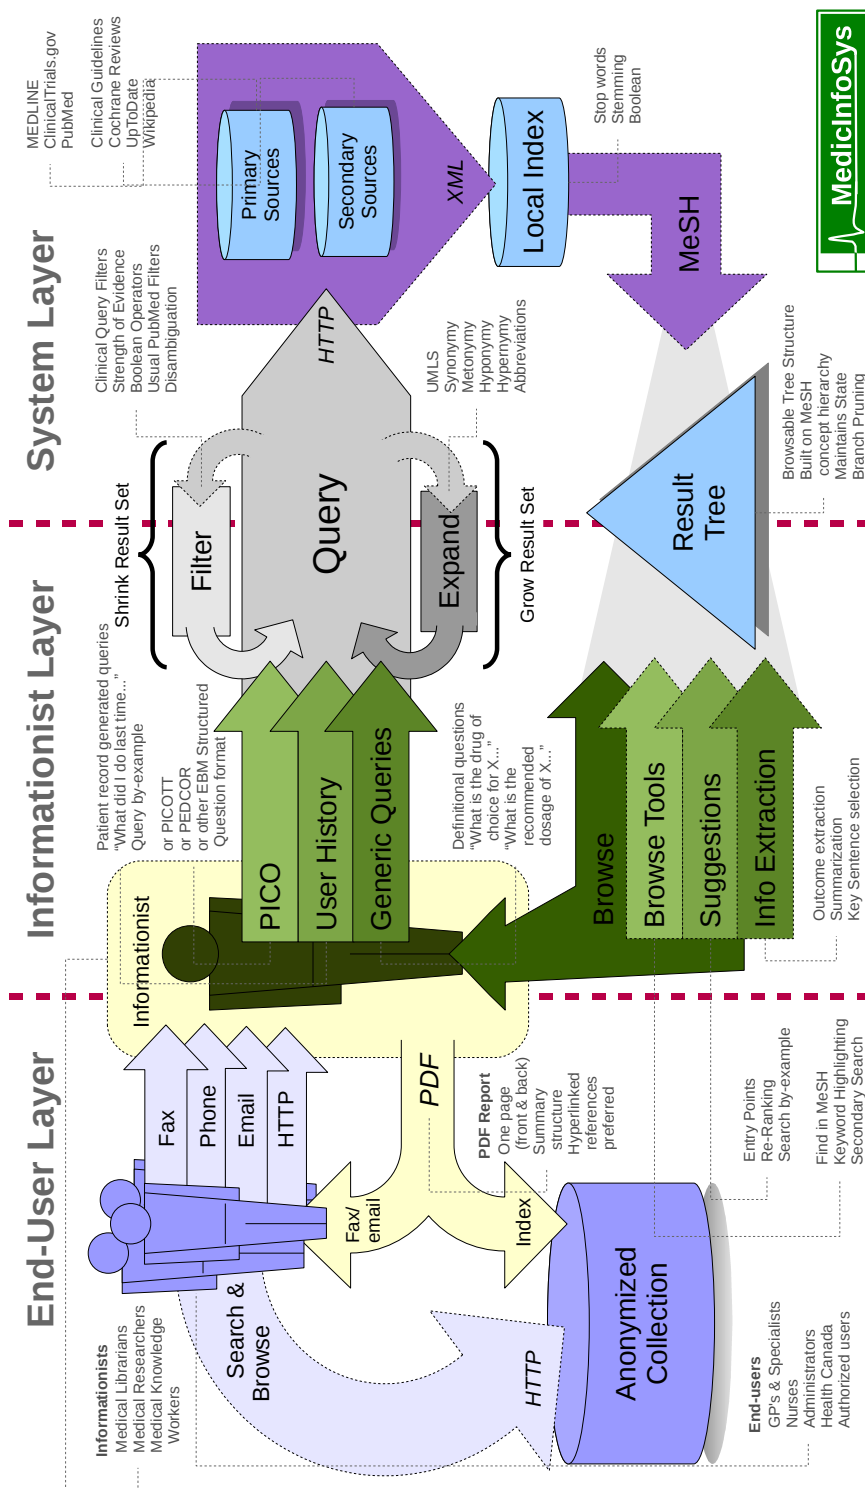 End-User Layer
Informationist Layer
System Layer
Informationists
Medical Librarians
Medical Researchers
Medical Knowledge
Workers
Search &
Browse
HTTP
Fax
Phone
Email
HTTP
Fax/
email
PDF
Index
PDF Report
One page
(front & back)
Summary
structure
Hyperlinked
references
preferred
Anonymized
Collection
End-users
GP's & Specialists
Nurses
Administrators
Health Canada
Authorized users
Entry Points
Re-Ranking
Search by-example
Find in MeSH
Keyword Highlighting
Secondary Search
Informationist
Patient record generated queries
"What did I do last time..."
Query by-example
or PICOTT
or PEDCOR
or other EBM Structured
Question format
PICO
User History
Generic Queries
Definitional questions
"What is the drug of
choice for X..."
"What is the
recommended
dosage of X..."
Browse
Browse Tools
Suggestions
Info Extraction
Outcome extraction
Summarization
Key Sentence selection
Shrink Result Set
Filter
Query
Expand
Grow Result Set
HTTP
Clinical Query Filters
Strength of Evidence
Boolean Operators
Usual PubMed Filters
Disambiguation
UMLS
Synonymy
Metonymy
Hyponymy
Hypernymy
Abbreviations
MEDLINE
ClinicalTrials.gov
PubMed
Clinical Guidelines
Cochrane Reviews
UpToDate
Wikipedia
Primary
Sources
Secondary
Sources
XML
Local Index
Stop words
Stemming
Boolean
MeSH
Result
Tree
Browsable Tree Structure
Built on MeSH
concept hierarchy
Maintains State
Branch Pruning
MedicInfoSys